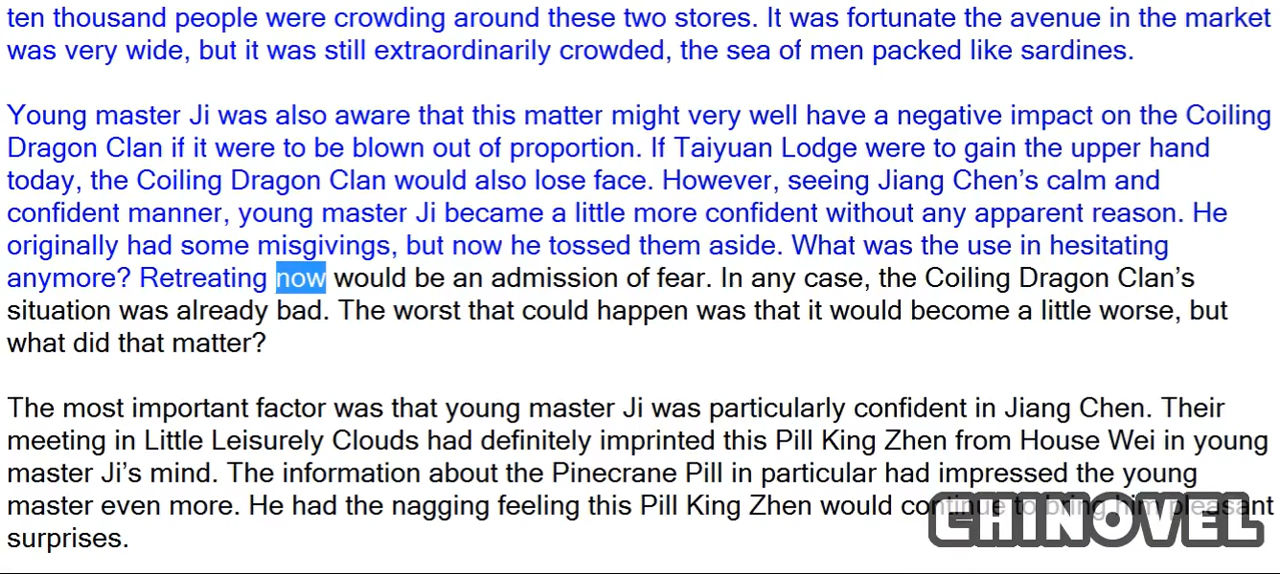 ten thousand people were crowding around these two stores. It was fortunate the avenue in the market
was very wide, but it was still extraordinarily crowded, the sea of men packed like sardines.
Young master Ji was also aware that this matter might very well have a negative impact on the Coiling
Dragon Clan if it were to be blown out of proportion. If Taiyuan Lodge were to gain the upper hand
today, the Coiling Dragon Clan would also lose face. However, seeing Jiang Chen’s calm and
confident manner, young master Ji became a little more confident without any apparent reason. He
originally had some misgivings, but now he tossed them aside. What was the use in hesitating
anymore? Retreating now would be an admission of fear. In any case, the Coiling Dragon Clan’s
situation was already bad. The worst that could happen was that it would become a little worse, but
what did that matter?
The most important factor was that young master Ji was particularly confident in Jiang Chen. Their
meeting in Little Leisurely Clouds had definitely imprinted this Pill King Zhen from House Wei in young
master Ji’s mind. The information about the Pinecrane Pill in particular had impressed the young
master even more. He had the nagging feeling this Pill King Zhen would continue to bring him pleasant
surprises.
CHINOVEL